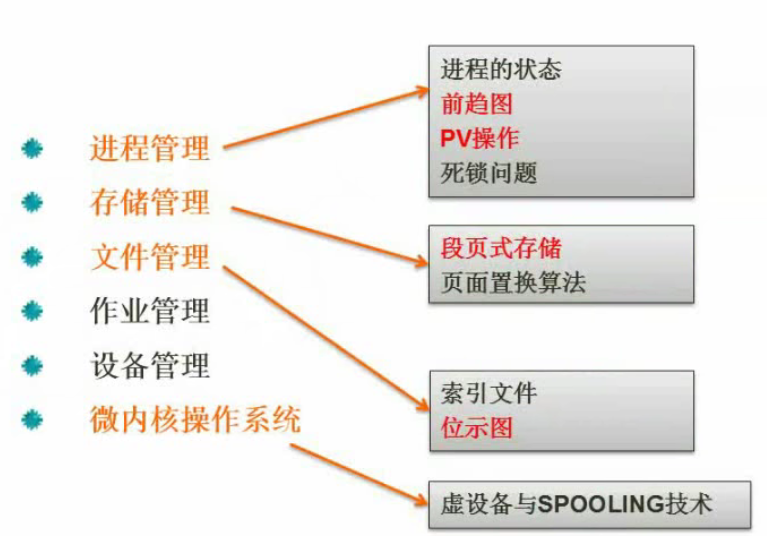 进程管理
存储管理
文件管理
作业管理
设备管理
微内核操作系统
进程的状态
前趋图
PV操作
死锁问题
段页式存储
页面置换算法
索引文件
位示图
虚设备与SPOOLING技术